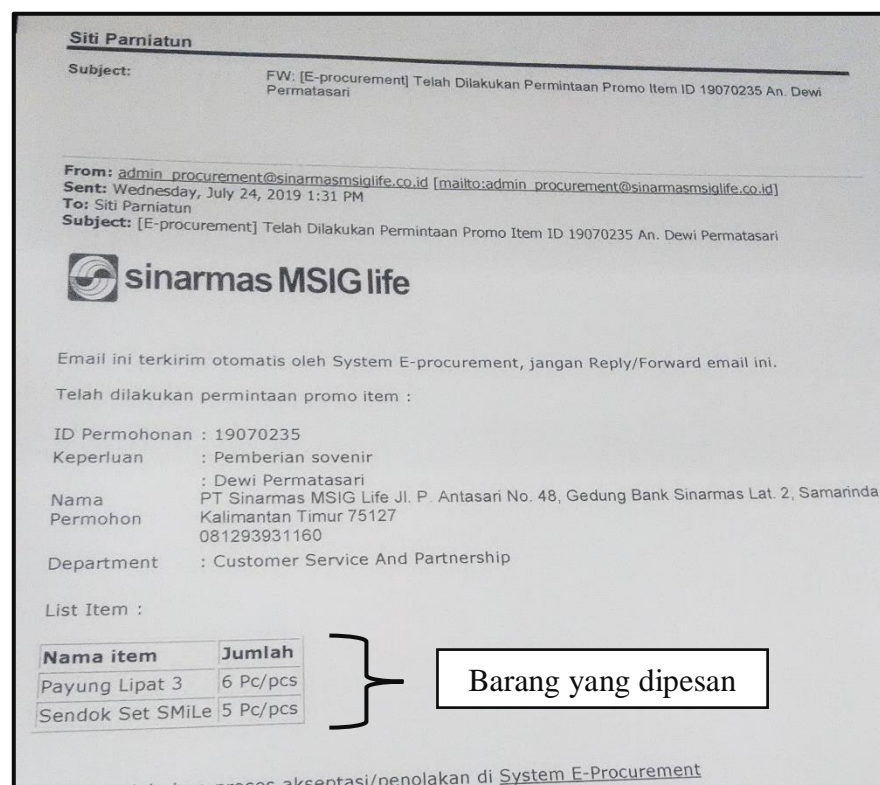 Siti Parniatun
Subject: FW: [E-procurement] Telah Dilakukan Permintaan Promo Item ID 19070235 An. Dewi
Permatasari
From: admin_procurement@sinarmasmsiglife.co.id [mailto:admin_procurement@sinarmasmsiglife.co.id]
Sent: Wednesday, July 24, 2019 1:31 PM
To: Siti Parniatun
Subject: [E-procurement] Telah Dilakukan Permintaan Promo Item ID 19070235 An. Dewi Permatasari
sinarmas MSIG life
Email ini terkirim otomatis oleh System E-procurement, jangan Reply/Forward email ini.
Telah dilakukan permintaan promo item :
ID Permohonan : 19070235
Keperluan : Pemberian sovenir
: Dewi Permatasari
Nama PT Sinarmas MSIG Life Jl. P. Antasari No. 48, Gedung Bank Sinarmas Lat. 2, Samarinda
Permohon Kalimantan Timur 75127
081293931160
Department : Customer Service And Partnership
List Item :
Nama item Jumlah
Payung Lipat 3 6 Pc/pcs
Sendok Set SMiLe 5 Pc/pcs
Barang yang dipesan
proses akseptasi/penolakan di System E-Procurement